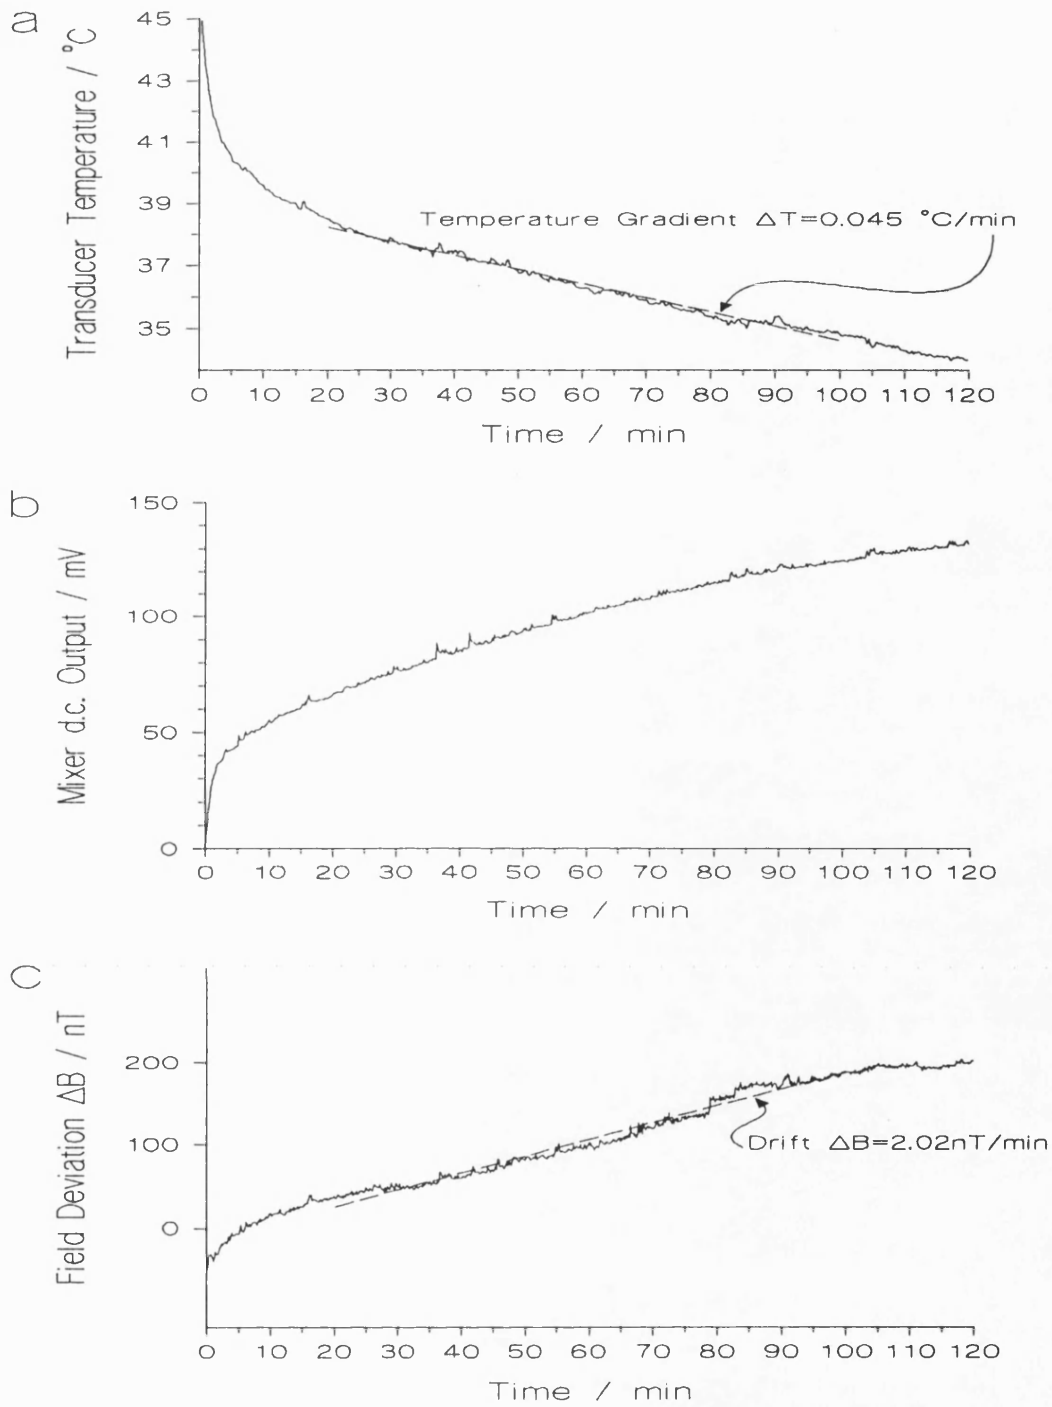 a
Transducer Temperature / °C
45
43
41
39
37
35
Temperature Gradient ΔT=0.045 °C/min
0 10 20 30 40 50 60 70 80 90 100 110 120
Time / min
b
Mixer d.c. Output / mV
150
100
50
0
0 10 20 30 40 50 60 70 80 90 100 110 120
Time / min
c
Field Deviation ΔB / nT
200
100
0
Drift ΔB=2.02nT/min
0 10 20 30 40 50 60 70 80 90 100 110 120
Time / min